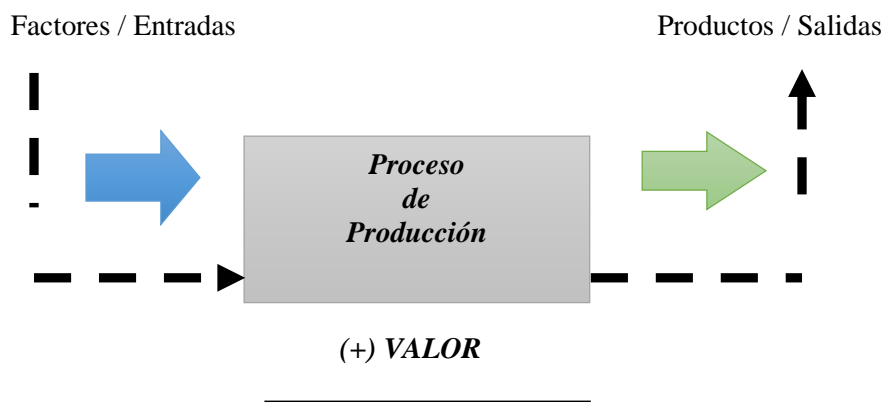 Factores / Entradas
Productos / Salidas
Proceso
de
Producción
(+) VALOR